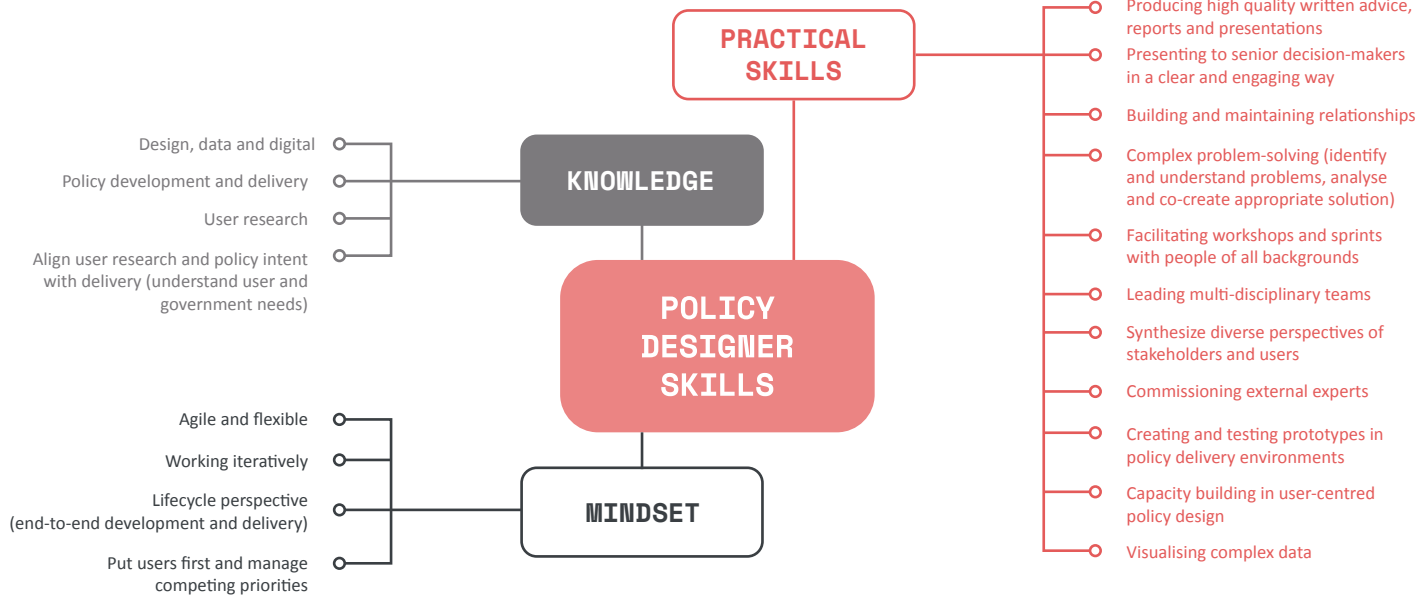 PRACTICAL
SKILLS
Producing high quality written advice,
reports and presentations
Presenting to senior decision-makers
in a clear and engaging way
Building and maintaining relationships
Complex problem-solving (identify
and understand problems, analyse
and co-create appropriate solution)
Facilitating workshops and sprints
with people of all backgrounds
Leading multi-disciplinary teams
Synthesize diverse perspectives of
stakeholders and users
Commissioning external experts
Creating and testing prototypes in
policy delivery environments
Capacity building in user-centred
policy design
Visualising complex data
KNOWLEDGE
Design, data and digital
Policy development and delivery
User research
Align user research and policy intent
with delivery (understand user and
government needs)
POLICY
DESIGNER
SKILLS
MINDSET
Agile and flexible
Working iteratively
Lifecycle perspective
(end-to-end development and delivery)
Put users first and manage
competing priorities